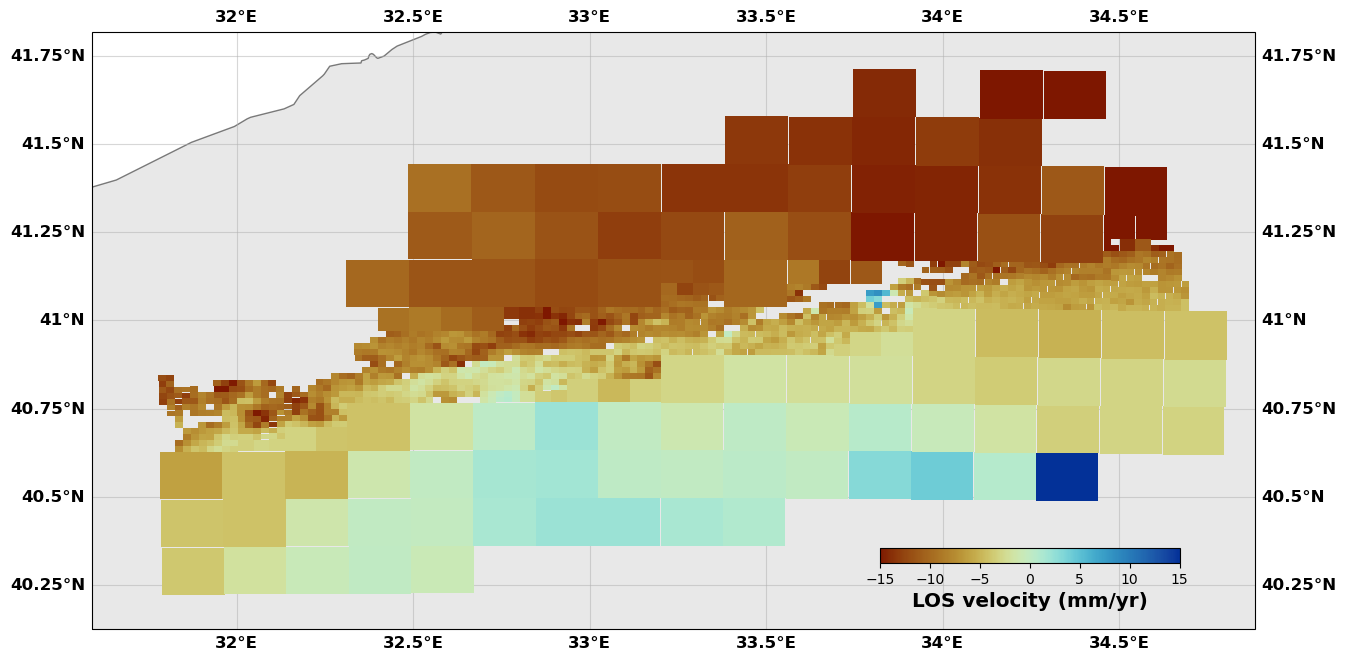 32°E 32.5°E 33°E 33.5°E 34°E 34.5°E
41.75°N 41.75°N
41.5°N 41.5°N
41.25°N 41.25°N
41°N 41°N
40.75°N 40.75°N
40.5°N 40.5°N
40.25°N 40.25°N
−15 −10 −5 0 5 10 15
LOS velocity (mm/yr)
32°E 32.5°E 33°E 33.5°E 34°E 34.5°E